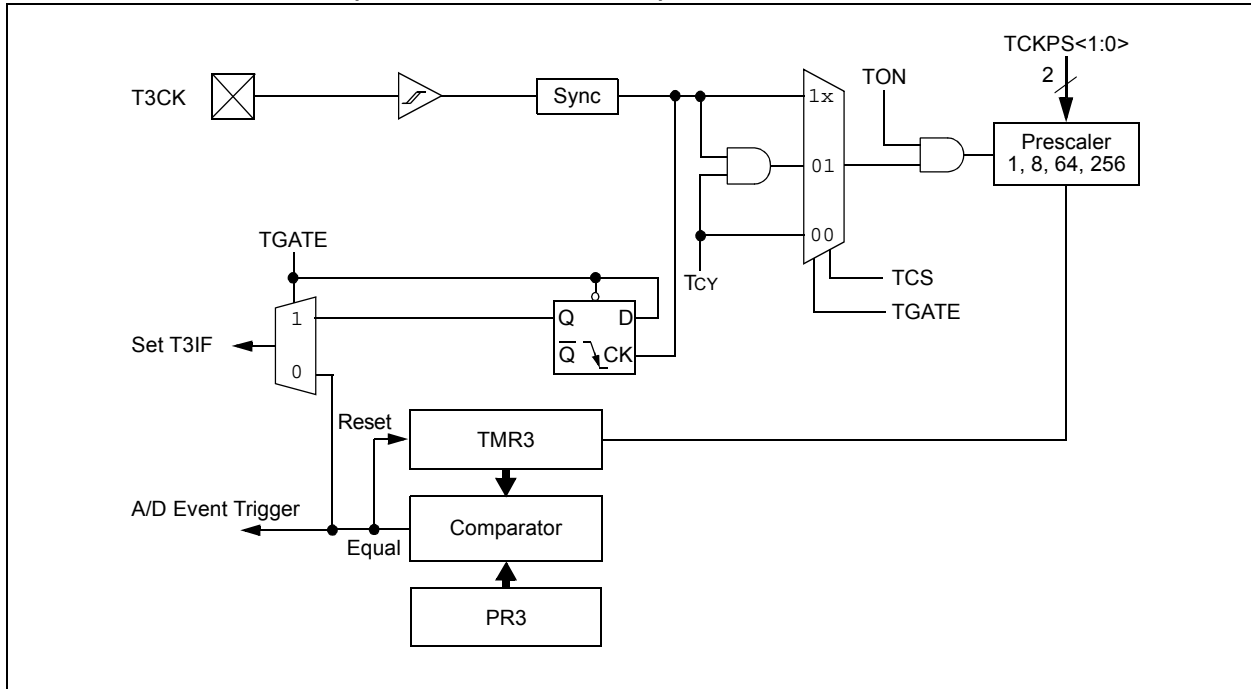 TCKPS<1:0>
2
TON
T3CK
Sync
1x
Prescaler
1, 8, 64, 256
01
00
TGATE
TCY
TCS
TGATE
1
Q
D
Set T3IF
Q
CK
0
Reset
TMR3
A/D Event Trigger
Equal
Comparator
PR3